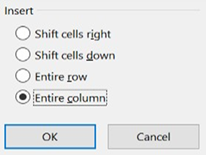 Insert
Shift cells right
Shift cells down
Entire row
Entire column
OK
Cancel